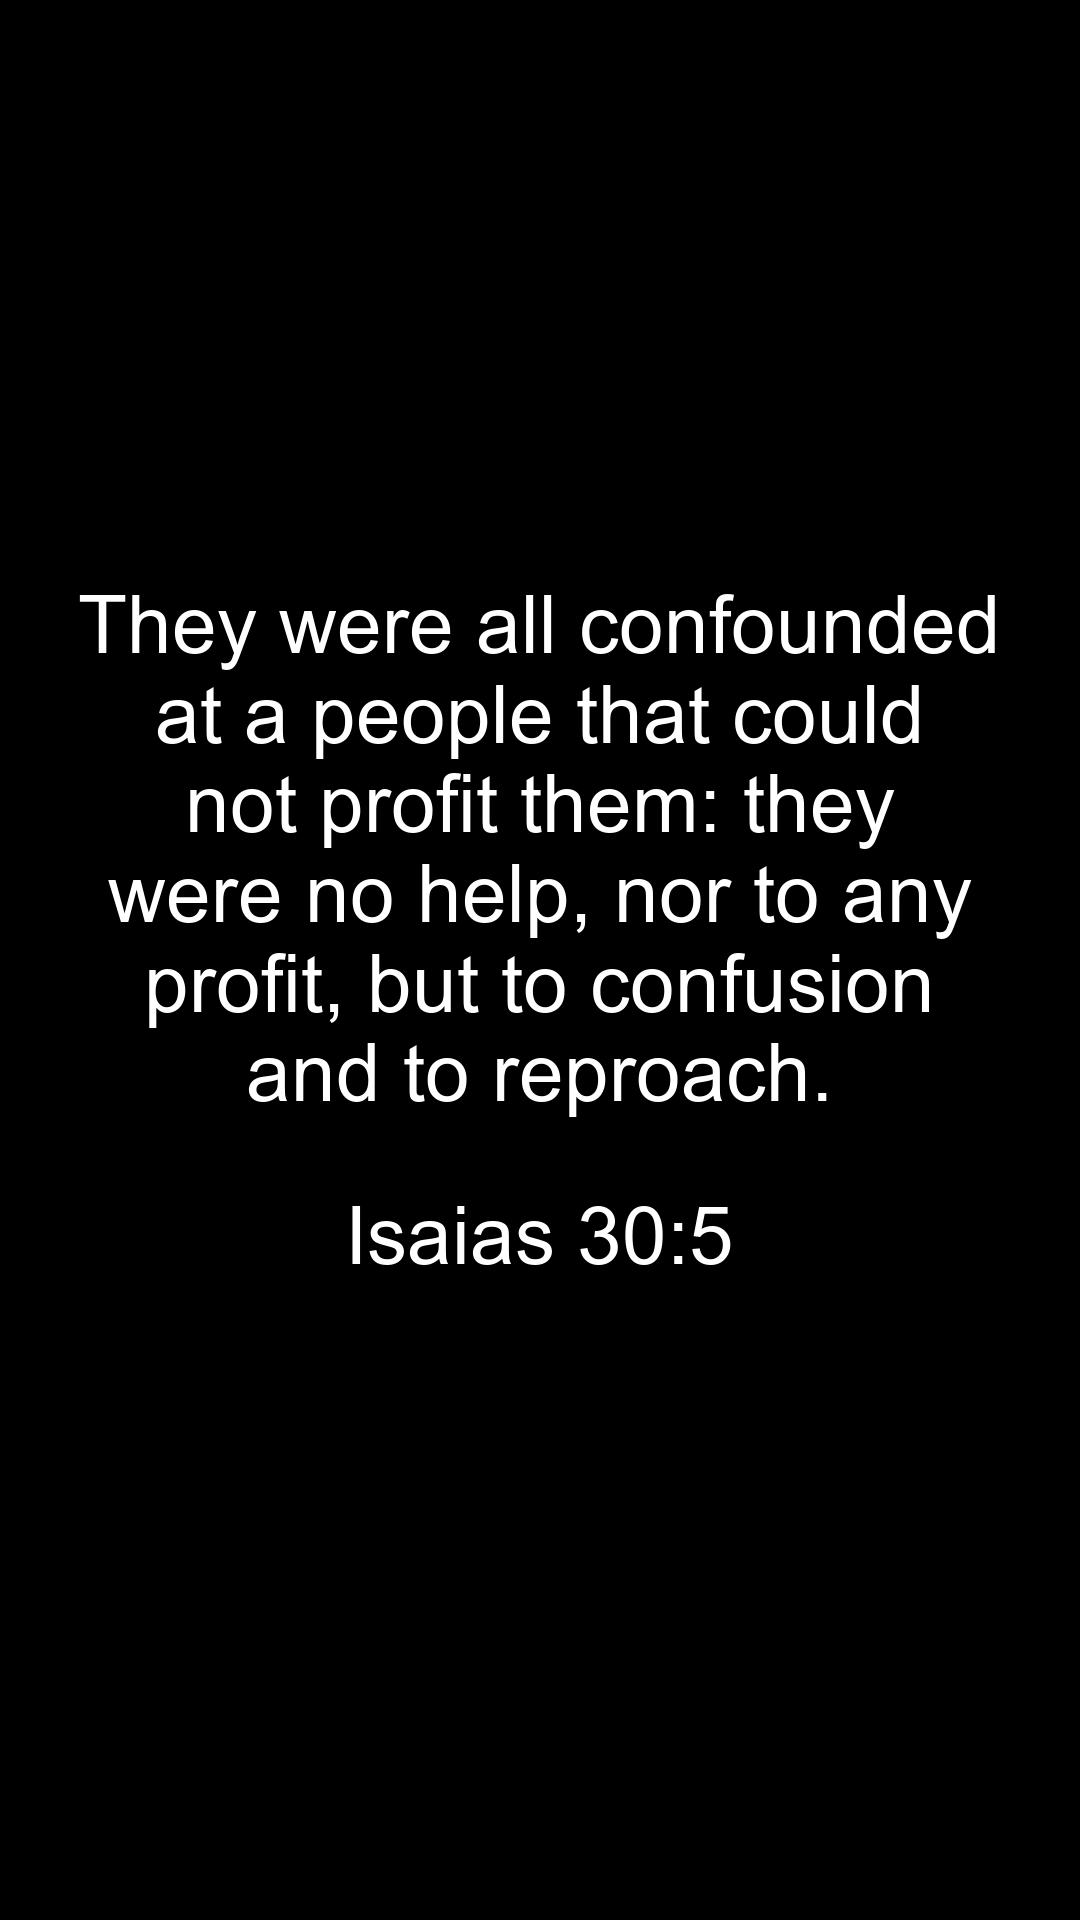 They were all confounded
at a people that could
not profit them: they
were no help, nor to any
profit, but to confusion
and to reproach.
Isaias 30:5